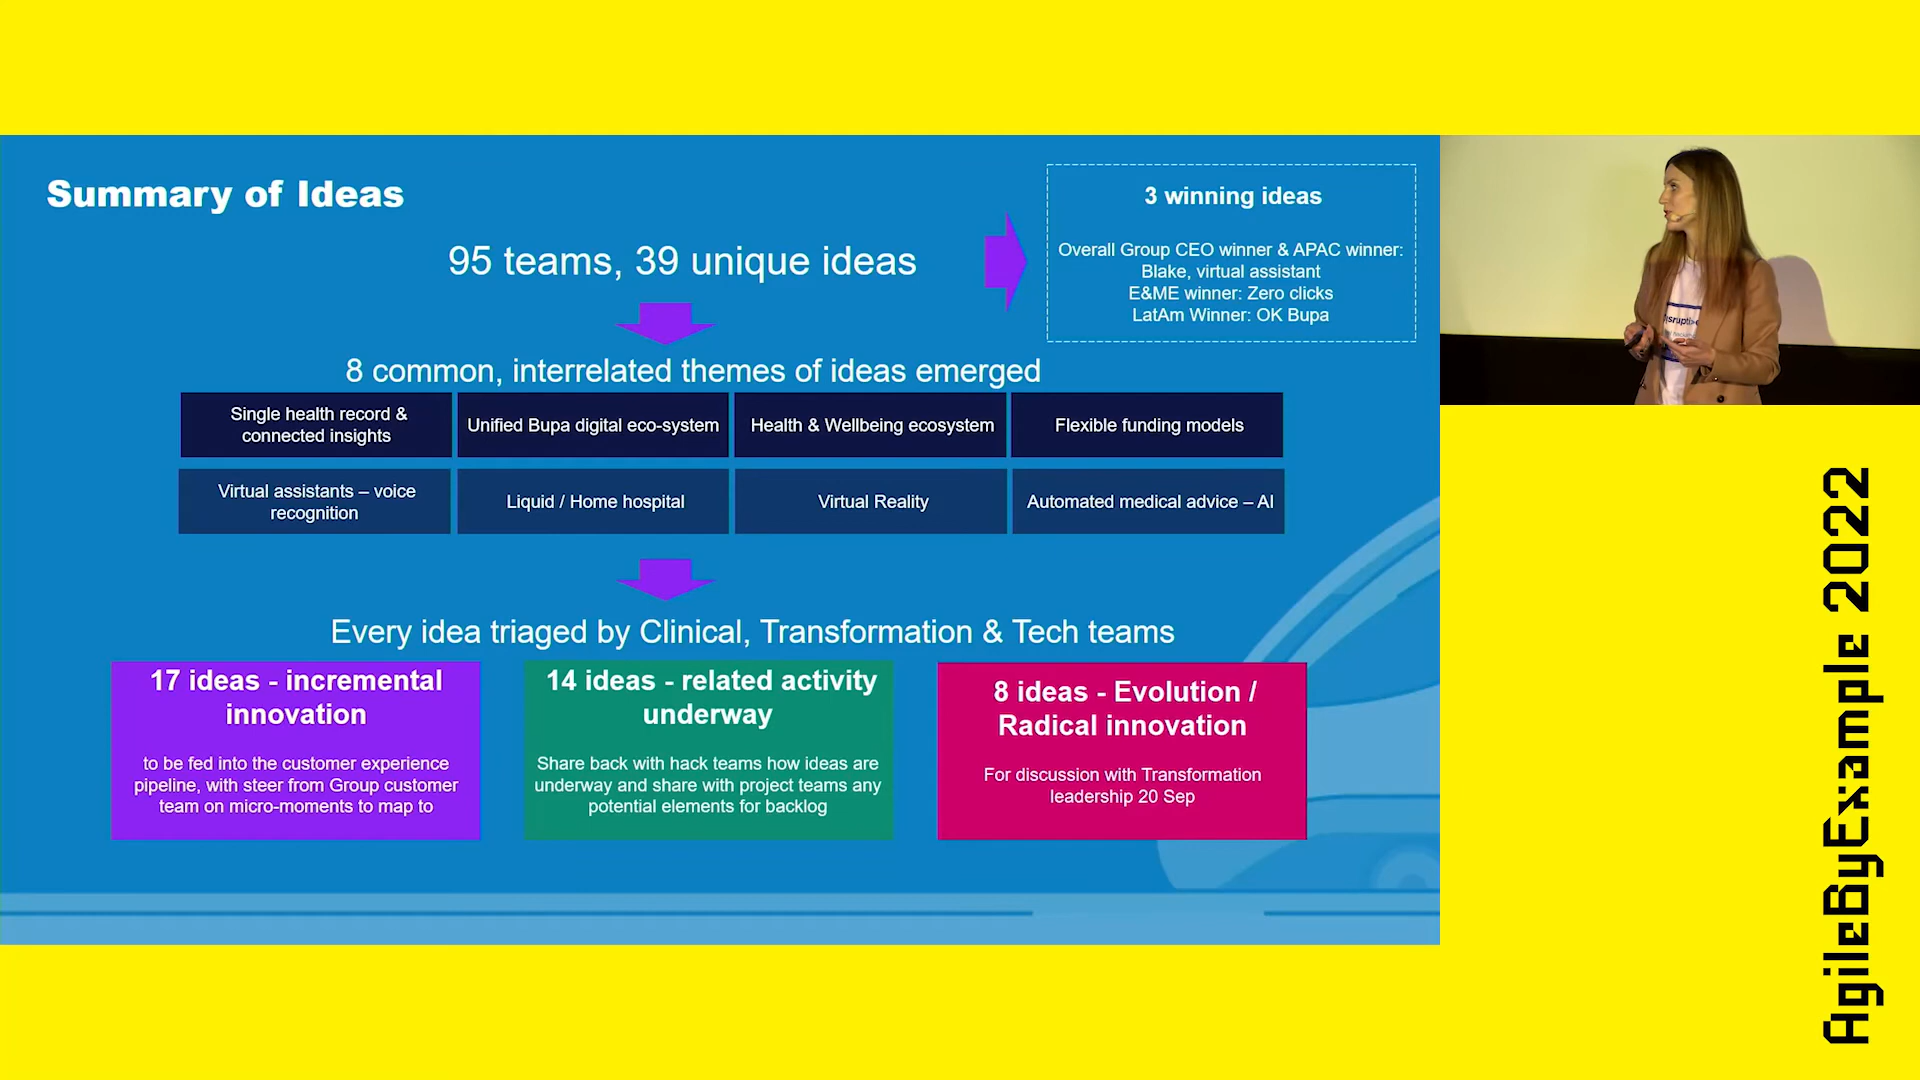 Summary of Ideas
95 teams, 39 unique ideas
3 winning ideas
Overall Group CEO winner & APAC winner:
Blake, virtual assistant
E&ME winner: Zero clicks
LatAm Winner: OK Bupa
8 common, interrelated themes of ideas emerged
Single health record &
connected insights
Unified Bupa digital eco-system
Health & Wellbeing ecosystem
Flexible funding models
Virtual assistants – voice
recognition
Liquid / Home hospital
Virtual Reality
Automated medical advice – AI
Every idea triaged by Clinical, Transformation & Tech teams
17 ideas - incremental
innovation
to be fed into the customer experience
pipeline, with steer from Group customer
team on micro-moments to map to
14 ideas - related activity
underway
Share back with hack teams how ideas are
underway and share with project teams any
potential elements for backlog
8 ideas - Evolution /
Radical innovation
For discussion with Transformation
leadership 20 Sep
AgileByExample 2022